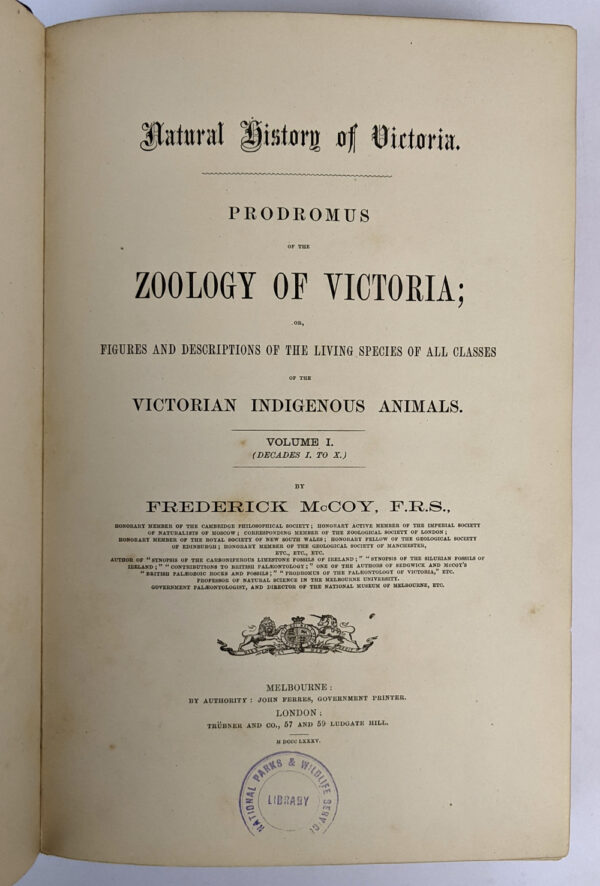 Natural History of Victoria.
PRODROMUS
OF THE
ZOOLOGY OF VICTORIA;
OR,
FIGURES AND DESCRIPTIONS OF THE LIVING SPECIES OF ALL CLASSES
OF THE
VICTORIAN INDIGENOUS ANIMALS.
VOLUME I.
(DECADES I. TO X.)
BY
FREDERICK McCOY, F.R.S.,
HONORARY MEMBER OF THE CAMBRIDGE PHILOSOPHICAL SOCIETY; HONORARY ACTIVE MEMBER OF THE IMPERIAL SOCIETY
OF NATURALISTS OF MOSCOW; CORRESPONDING MEMBER OF THE ZOOLOGICAL SOCIETY OF LONDON;
HONORARY MEMBER OF THE ROYAL SOCIETY OF NEW SOUTH WALES; HONORARY FELLOW OF THE GEOLOGICAL SOCIETY
OF EDINBURGH; HONORARY MEMBER OF THE GEOLOGICAL SOCIETY OF MANCHESTER,
ETC., ETC., ETC.
AUTHOR OF "SYNOPSIS OF THE CARBONIFEROUS LIMESTONE FOSSILS OF IRELAND;" "SYNOPSIS OF THE SILURIAN FOSSILS OF
IRELAND;" "CONTRIBUTIONS TO BRITISH PALÆONTOLOGY;" ONE OF THE AUTHORS OF SEDGWICK AND McCOY'S
"BRITISH PALÆOZOIC ROCKS AND FOSSILS;" "PRODROMUS OF THE PALÆONTOLOGY OF VICTORIA," ETC.
PROFESSOR OF NATURAL SCIENCE IN THE MELBOURNE UNIVERSITY.
GOVERNMENT PALÆONTOLOGIST, AND DIRECTOR OF THE NATIONAL MUSEUM OF MELBOURNE, ETC.
MELBOURNE:
BY AUTHORITY: JOHN FERRES, GOVERNMENT PRINTER.
LONDON:
TRÜBNER AND CO., 57 AND 59 LUDGATE HILL.
M DCCC LXXXV.
NATIONAL PARKS & WILDLIFE SERVICE
LIBRARY